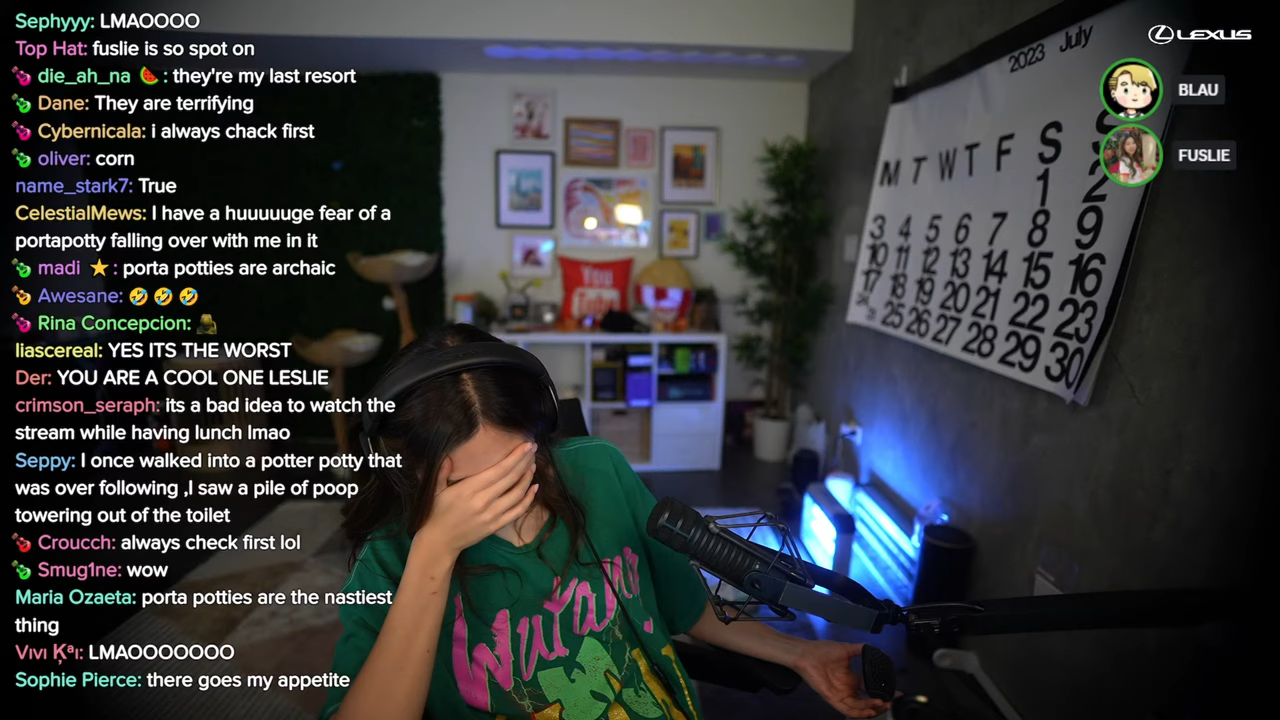 Sephyyy: LMAOOOO
Top Hat: fuslie is so spot on
die_ah_na 🍉 : they're my last resort
Dane: They are terrifying
Cybernicala: i always chack first
oliver: corn
name_stark7: True
CelestialMews: I have a huuuuuge fear of a
portapotty falling over with me in it
madi ⭐ : porta potties are archaic
Awesane: 🤣 🤣 🤣
Rina Concepcion:
liascereal: YES ITS THE WORST
Der: YOU ARE A COOL ONE LESLIE
crimson_seraph: its a bad idea to watch the
stream while having lunch lmao
Seppy: I once walked into a potter potty that
was over following ,I saw a pile of poop
towering out of the toilet
Croucch: always check first lol
Smug1ne: wow
Maria Ozaeta: porta potties are the nastiest
thing
Vıvı Ķᵃı: LMAOOOOOOO
Sophie Pierce: there goes my appetite
LEXUS
BLAU
FUSLIE
2023 July
M T W T F S S
1 2
3 4 5 6 7 8 9
10 11 12 13 14 15 16
17 18 19 20 21 22 23
25 26 27 28 29 30
You
Tube
WuTang